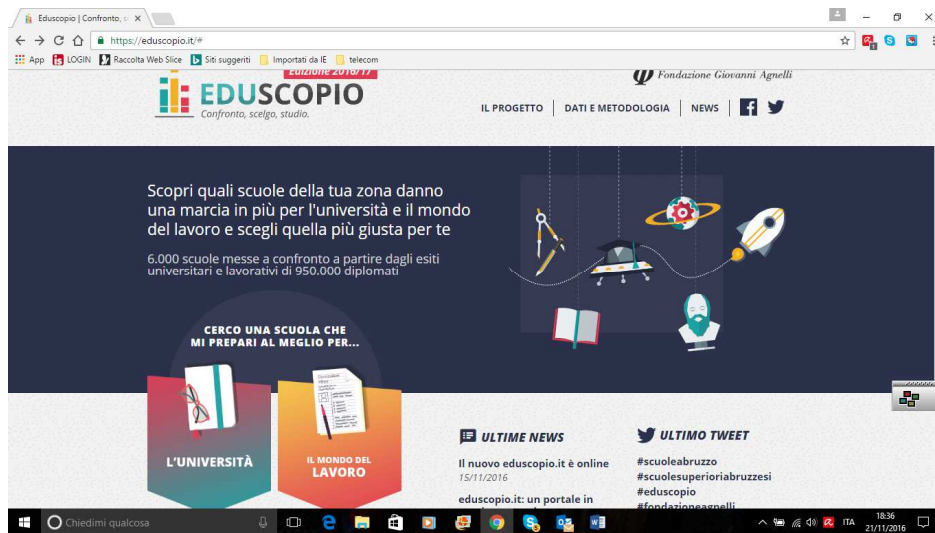 Eduscopio | Confronto, s
https://eduscopio.it/#
App LOGIN Raccolta Web Slice Siti suggeriti Importati da IE telecom
Edizione 2016/17
EDUSCOPIO
Confronto, scelgo, studio.
Fondazione Giovanni Agnelli
IL PROGETTO DATI E METODOLOGIA NEWS
Scopri quali scuole della tua zona danno
una marcia in più per l'università e il mondo
del lavoro e scegli quella più giusta per te
6.000 scuole messe a confronto a partire dagli esiti
universitari e lavorativi di 950.000 diplomati
CERCO UNA SCUOLA CHE
MI PREPARI AL MEGLIO PER...
L'UNIVERSITÀ
IL MONDO DEL
LAVORO
ULTIME NEWS
Il nuovo eduscopio.it è online
15/11/2016
eduscopio.it: un portale in
ULTIMO TWEET
#scuoleabruzzo
#scuolesuperioriabruzzesi
#eduscopio
#fondazioneagnelli
Chiedimi qualcosa
ITA
18:36
21/11/2016